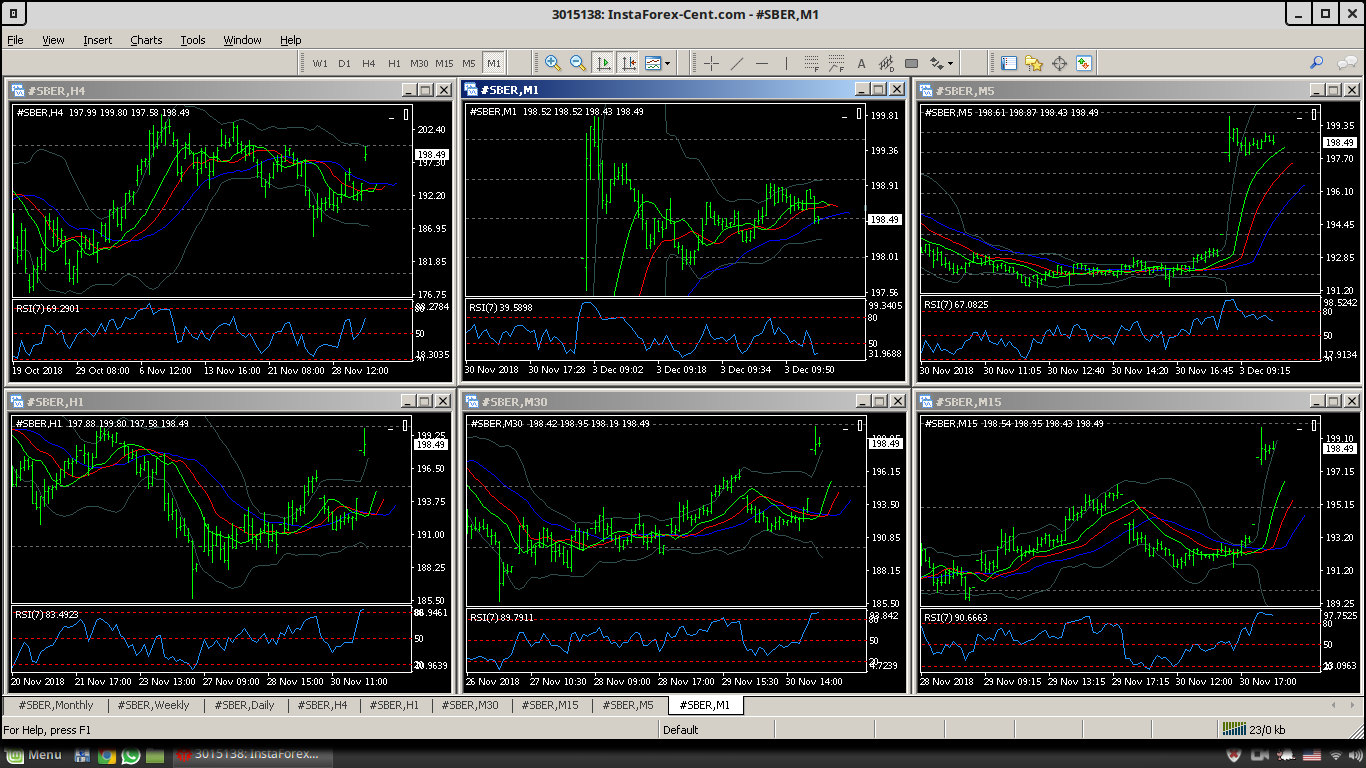 3015138: InstaForex-Cent.com - #SBER,M1
File View Insert Charts Tools Window Help
W1 D1 H4 H1 M30 M15 M5 M1
A
#SBER,H4
#SBER,H4 197.99 199.80 197.58 198.49
202.40
198.49
197.30
192.20
186.95
181.85
176.75
RSI(7) 69.2901
50
18.3035
19 Oct 2018 29 Oct 08:00 6 Nov 12:00 13 Nov 16:00 21 Nov 08:00 28 Nov 12:00
#SBER,M1
#SBER,M1 198.52 198.52 198.43 198.49
199.81
199.36
198.91
198.49
198.01
197.56
RSI(7) 39.5898
99.3405
80
50
31.9688
30 Nov 2018 30 Nov 17:28 3 Dec 09:02 3 Dec 09:18 3 Dec 09:34 3 Dec 09:50
#SBER,M5
#SBER,M5 198.61 198.87 198.43 198.49
199.35
198.49
197.70
196.10
194.45
192.85
191.20
RSI(7) 67.0825
98.5242
80
50
17.9134
30 Nov 2018 30 Nov 11:05 30 Nov 12:40 30 Nov 14:20 30 Nov 16:45 3 Dec 09:15
#SBER,H1
#SBER,H1 197.88 199.80 197.58 198.49
199.25
198.49
196.50
193.75
191.00
188.25
185.50
RSI(7) 83.4923
50
20 Nov 2018 21 Nov 17:00 23 Nov 13:00 27 Nov 09:00 28 Nov 15:00 30 Nov 11:00
#SBER,M30
#SBER,M30 198.42 198.95 198.19 198.49
198.49
196.15
193.50
190.85
188.15
185.50
RSI(7) 89.7911
50
26 Nov 2018 27 Nov 10:30 28 Nov 09:00 28 Nov 17:00 29 Nov 15:30 30 Nov 14:00
#SBER,M15
#SBER,M15 198.54 198.95 198.43 198.49
199.10
198.49
197.15
195.15
193.20
191.25
189.25
RSI(7) 90.6663
97.7525
80
50
28 Nov 2018 29 Nov 09:15 29 Nov 13:15 29 Nov 17:15 30 Nov 12:00 30 Nov 17:00
#SBER,Monthly #SBER,Weekly #SBER,Daily #SBER,H4 #SBER,H1 #SBER,M30 #SBER,M15 #SBER,M5 #SBER,M1
For Help, press F1 Default 23/0 kb
Menu 3015138: InstaForex-Cent.c...